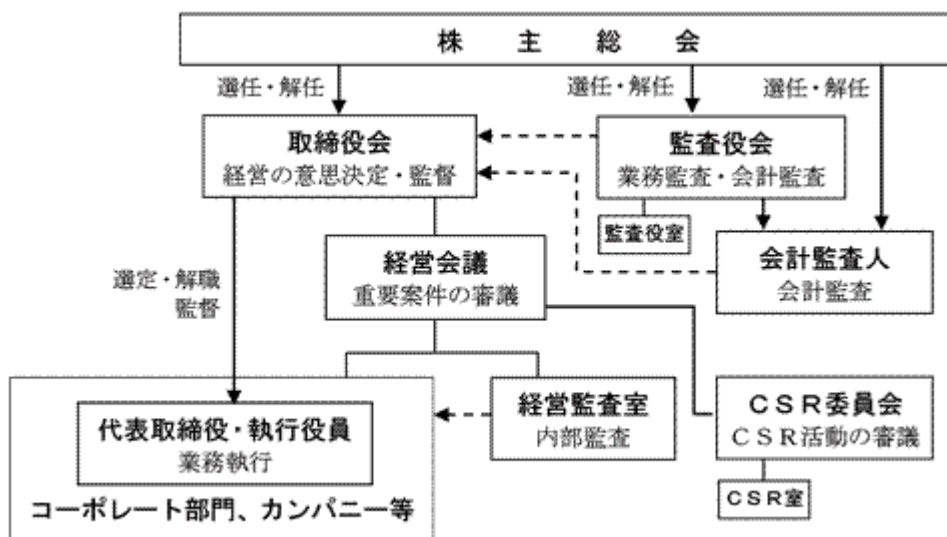 株主総会
選任・解任
選任・解任
選任・解任
取締役会
経営の意思決定・監督
監査役会
業務監査・会計監査
監査役室
会計監査人
会計監査
経営会議
重要案件の審議
選定・解職
監督
代表取締役・執行役員
業務執行
コーポレート部門、カンパニー等
経営監査室
内部監査
ＣＳＲ委員会
ＣＳＲ活動の審議
ＣＳＲ室